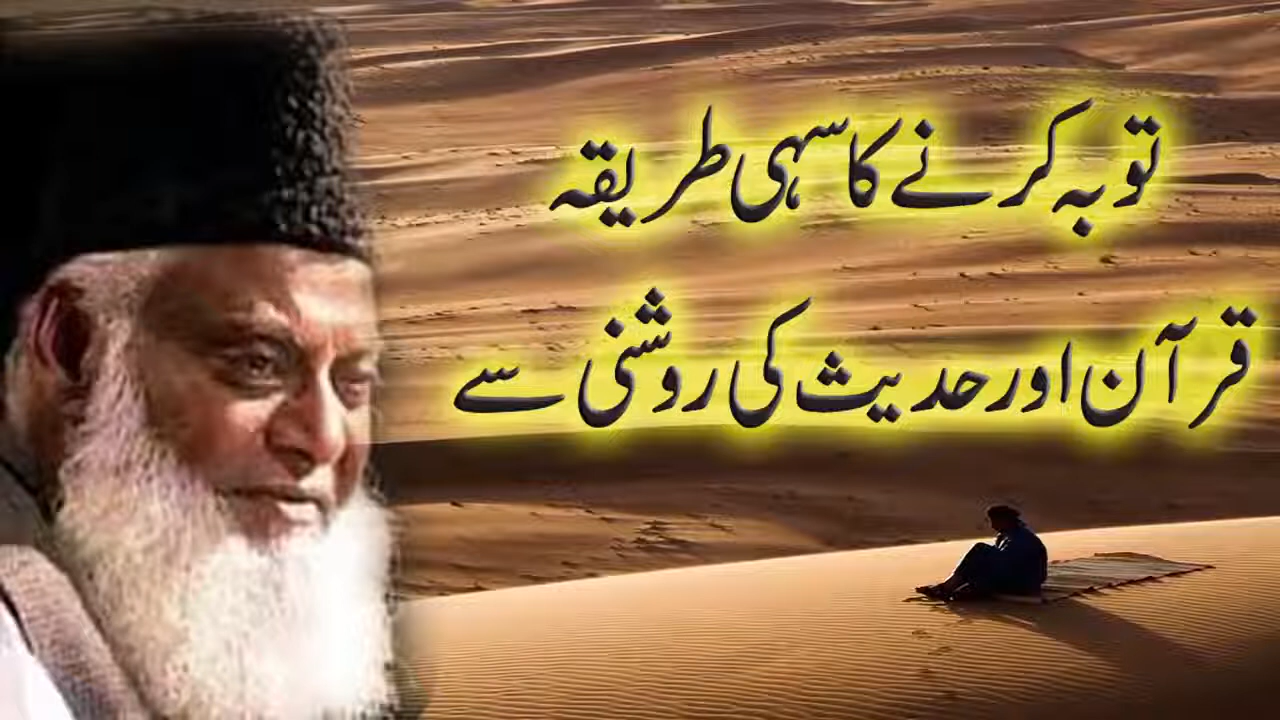 توبہ کرنے کا سہی طریقہ
قرآن اور حدیث کی روشنی سے